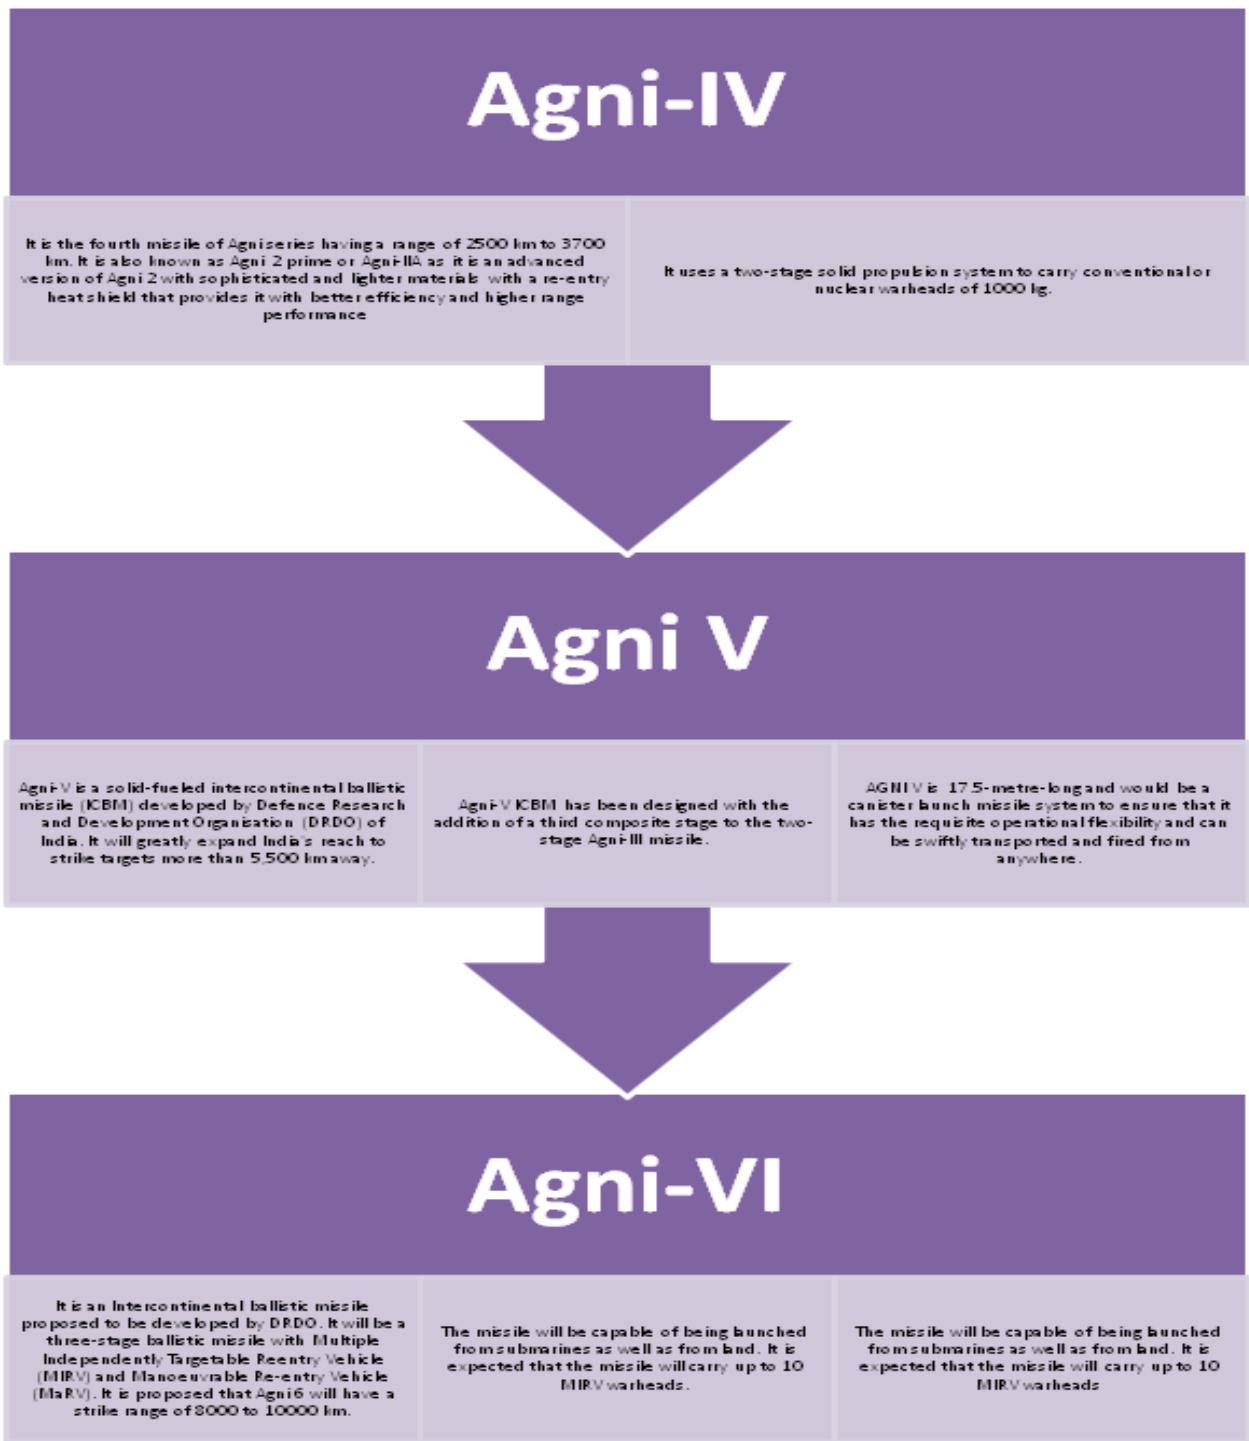 Agni-IV
It is the fourth missile of Agni series having a range of 2500 km to 3700
km. It is also known as Agni 2 prime or Agni-IIA as it is an advanced
version of Agni 2 with sophisticated and lighter materials with a re-entry
heat shield that provides it with better efficiency and higher range
performance
It uses a two-stage solid propulsion system to carry conventional or
nuclear warheads of 1000 kg.
Agni V
Agni-V is a solid-fueled intercontinental ballistic
missile (ICBM) developed by Defence Research
and Development Organisation (DRDO) of
India. It will greatly expand India's reach to
strike targets more than 5,500 km away.
Agni-V ICBM has been designed with the
addition of a third composite stage to the two-
stage Agni-III missile.
AGNI V is 17.5-metre-long and would be a
canister launch missile system to ensure that it
has the requisite operational flexibility and can
be swiftly transported and fired from
anywhere.
Agni-VI
It is an Intercontinental ballistic missile
proposed to be developed by DRDO. It will be a
three-stage ballistic missile with Multiple
Independently Targetable Reentry Vehicle
(MIRV) and Manoeuvrable Re-entry Vehicle
(MaRV). It is proposed that Agni 6 will have a
strike range of 8000 to 10000 km.
The missile will be capable of being launched
from submarines as well as from land. It is
expected that the missile will carry up to 10
MIRV warheads.
The missile will be capable of being launched
from submarines as well as from land. It is
expected that the missile will carry up to 10
MIRV warheads